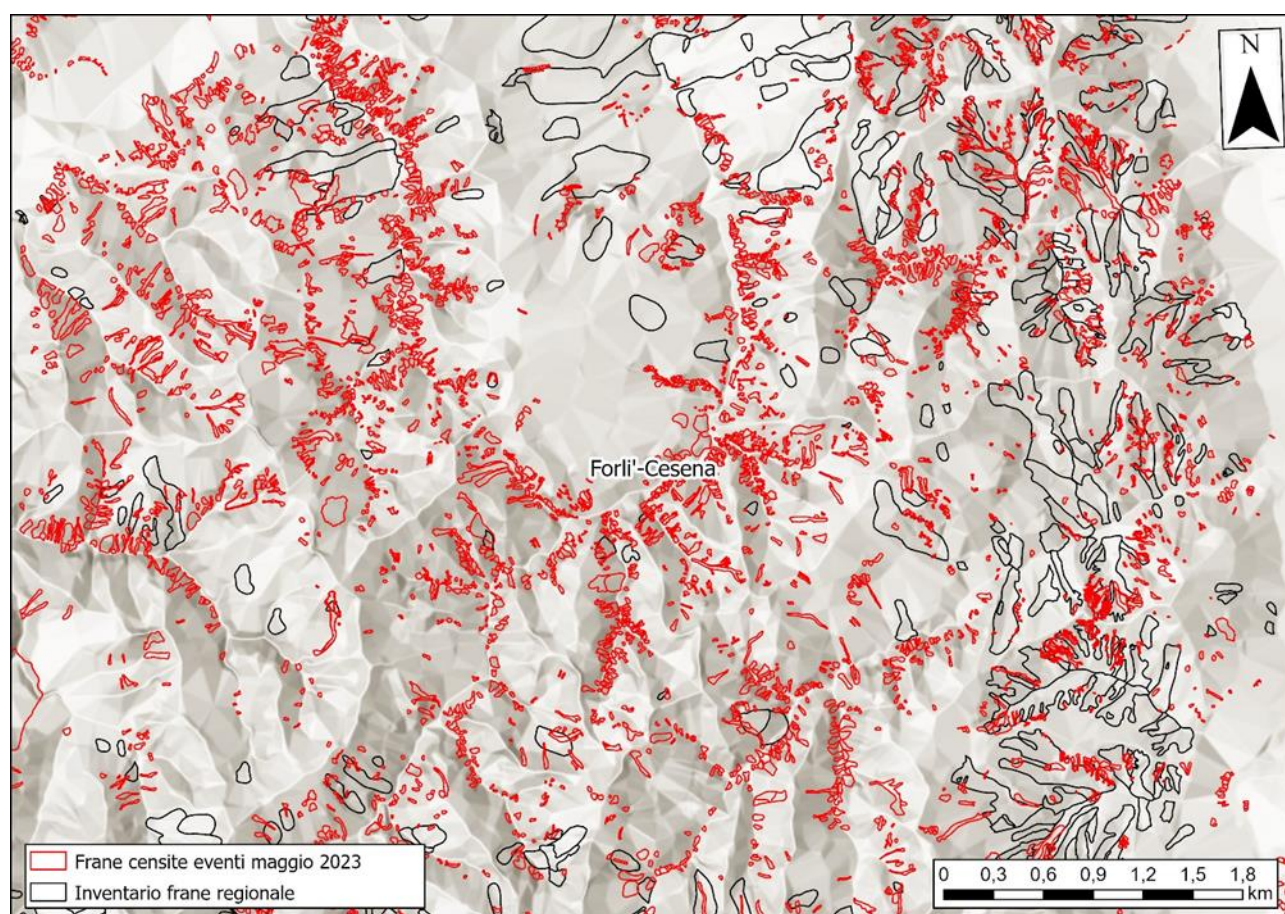 N
Forli'-Cesena
Frane censite eventi maggio 2023
Inventario frane regionale
0 0,3 0,6 0,9 1,2 1,5 1,8
km